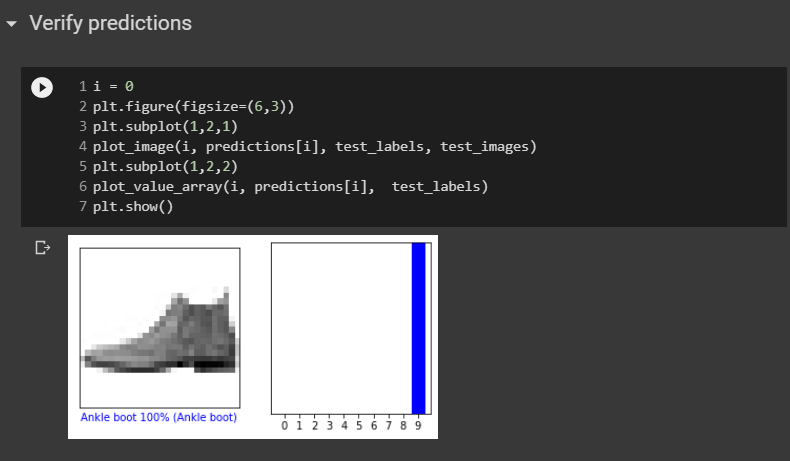 Verify predictions
1 i = 0
2 plt.figure(figsize=(6,3))
3 plt.subplot(1,2,1)
4 plot_image(i, predictions[i], test_labels, test_images)
5 plt.subplot(1,2,2)
6 plot_value_array(i, predictions[i],  test_labels)
7 plt.show()
Ankle boot 100% (Ankle boot)
0 1 2 3 4 5 6 7 8 9